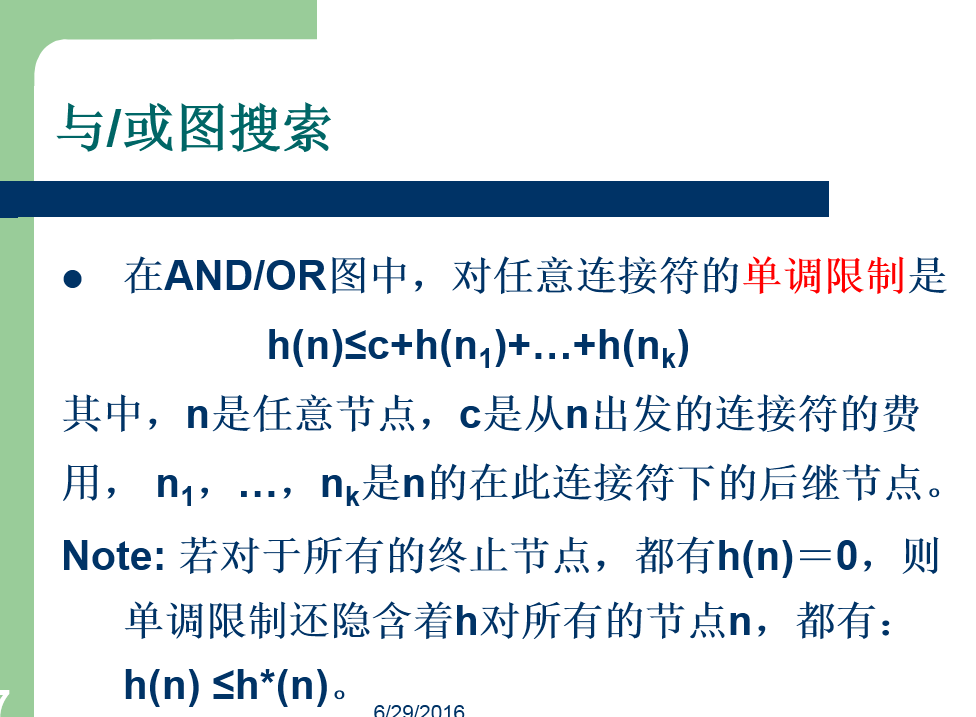 与/或图搜索
● 在AND/OR图中，对任意连接符的单调限制是
h(n)≤c+h(n₁)+…+h(nₖ)
其中，n是任意节点，c是从n出发的连接符的费
用， n₁，…，nₖ是n的在此连接符下的后继节点。
Note: 若对于所有的终止节点，都有h(n)＝0，则
单调限制还隐含着h对所有的节点n，都有：
h(n) ≤h*(n)。
7
6/29/2016